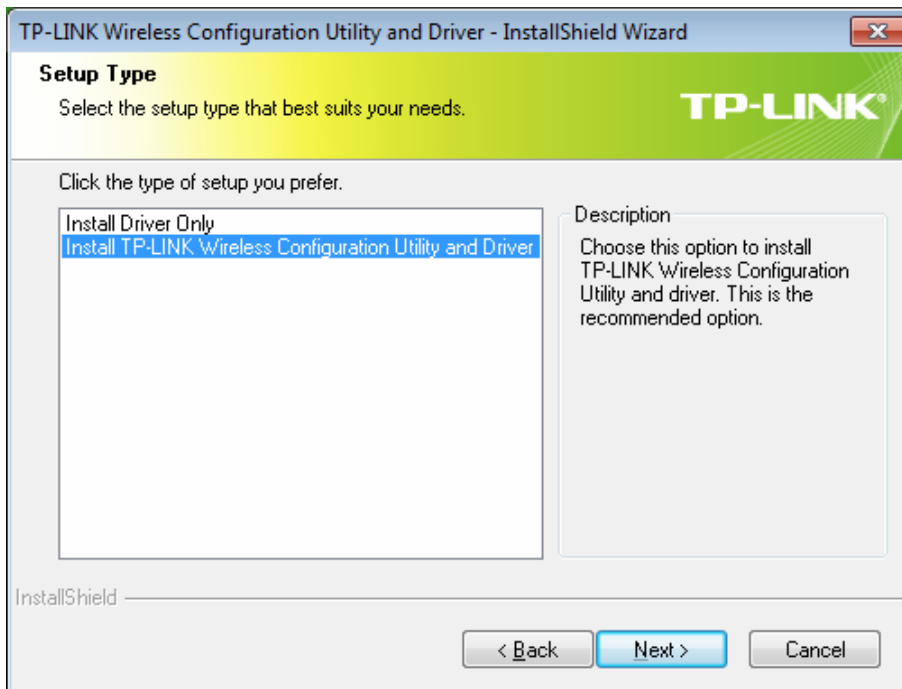 TP-LINK Wireless Configuration Utility and Driver - InstallShield Wizard
Setup Type
Select the setup type that best suits your needs.
TP-LINK®
Click the type of setup you prefer.
Install Driver Only
Install TP-LINK Wireless Configuration Utility and Driver
Description
Choose this option to install
TP-LINK Wireless Configuration
Utility and driver. This is the
recommended option.
InstallShield
< Back
Next >
Cancel